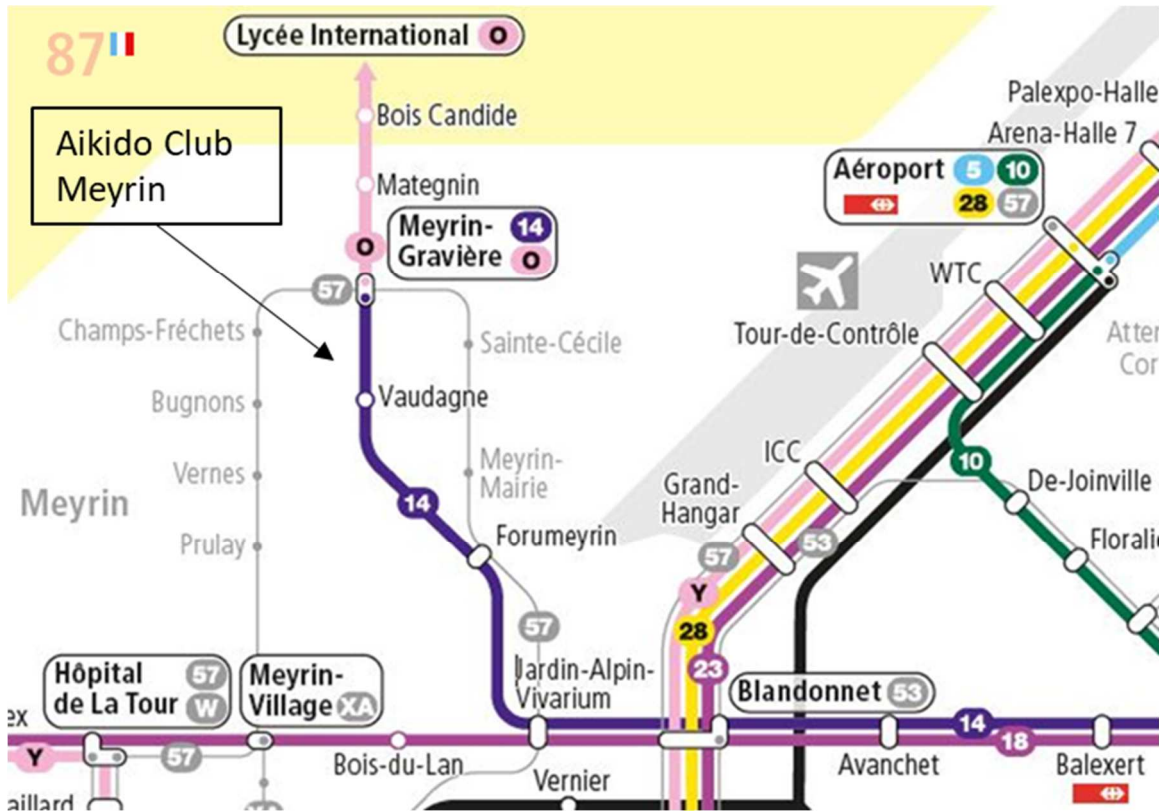 87
Lycée International O
Bois Candide
Aikido Club
Meyrin
Mategnin
O
Meyrin-
Gravière
14
O
57
Champs-Fréchets
Sainte-Cécile
Vaudagne
Bugnons
Vernes
Meyrin-
Mairie
14
Meyrin
Prulay
Forumeyrin
57
Jardin-Alpin-
Vivarium
Hôpital
de La Tour
57
W
Meyrin-
Village XA
Y
57
Bois-du-Lan
Vernier
Palexpo-Halle
Arena-Halle 7
Aéroport 5 10
28 57
WTC
Tour-de-Contrôle
ICC
10
De-Joinville
Grand-
Hangar
57
53
Y
28
23
Blandonnet 53
14
18
Avanchet
Balexert